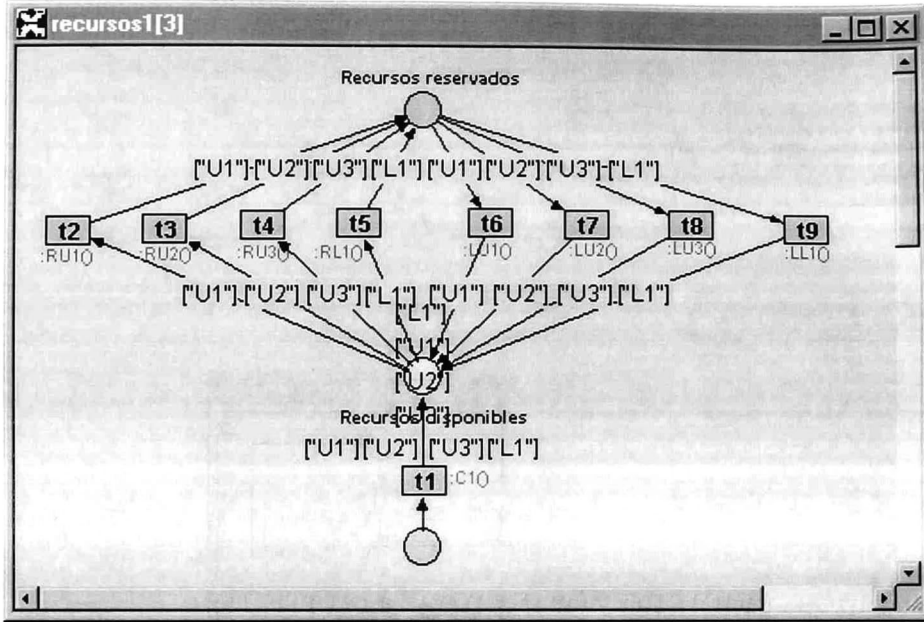 recursos1[3]
Recursos reservados
["U1"]-["U2"]["U3"]["L1"]["U1"]["U2"]["U3"]-["L1"]
t2 t3 t4 t5 t6 t7 t8 t9
:RU1() :RU2() :RU3() :RL1() :LU1() :LU2() :LU3() :LL1()
["U1"]["U2"]["U3"]["L1"]["U1"]["U2"]["U3"]["L1"]
["L1"]
["U1"]
["U2"]
Recursos disponibles
["U1"]["U2"]["U3"]["L1"]
t1 :C1()